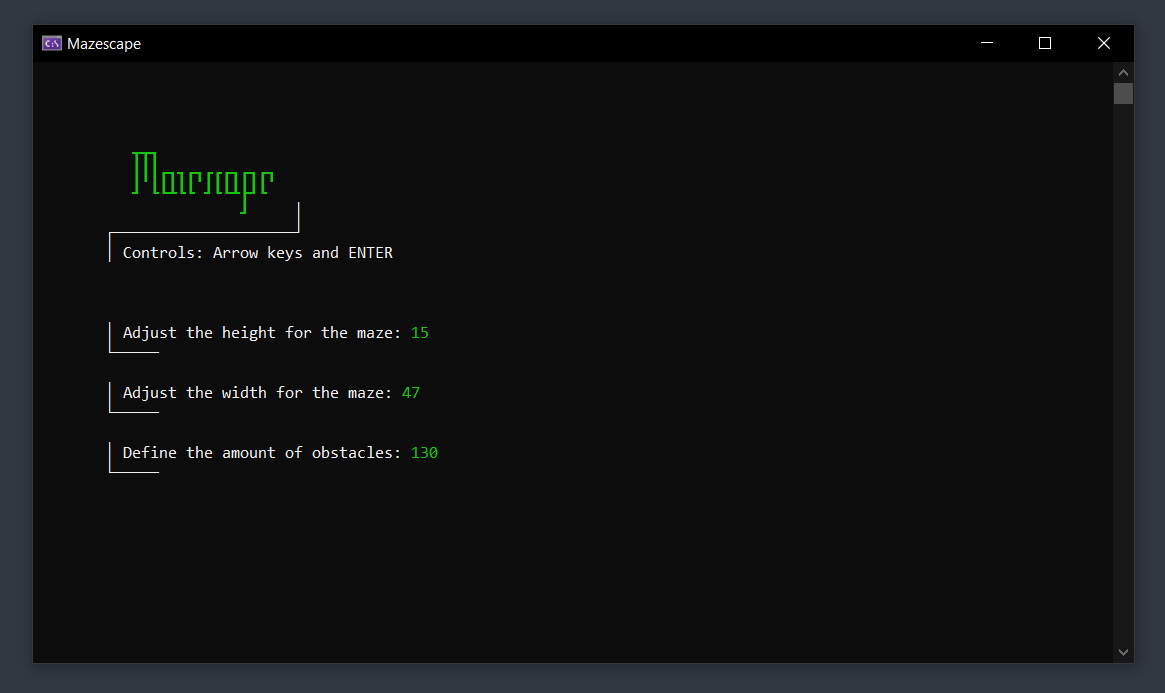 Mazescape
Mazescape
Controls: Arrow keys and ENTER
Adjust the height for the maze: 15
Adjust the width for the maze: 47
Define the amount of obstacles: 130